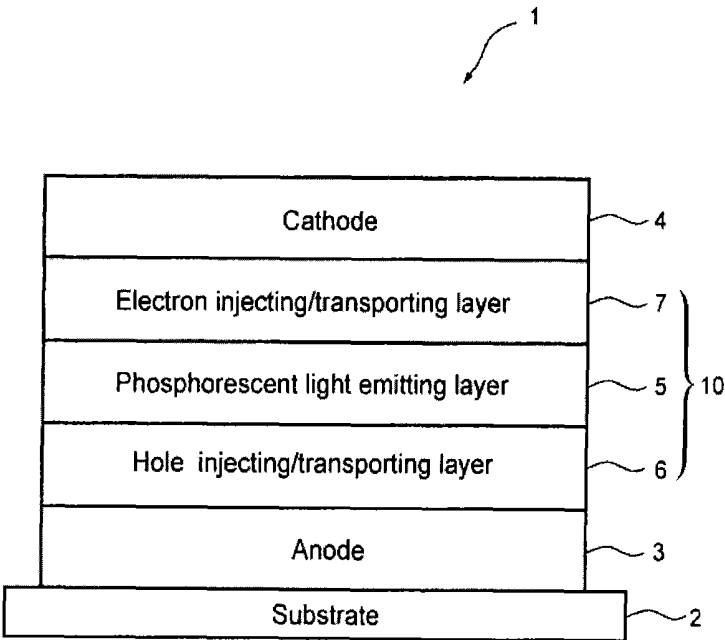 1
Cathode 4
Electron injecting/transporting layer 7
Phosphorescent light emitting layer 5 10
Hole injecting/transporting layer 6
Anode 3
Substrate 2